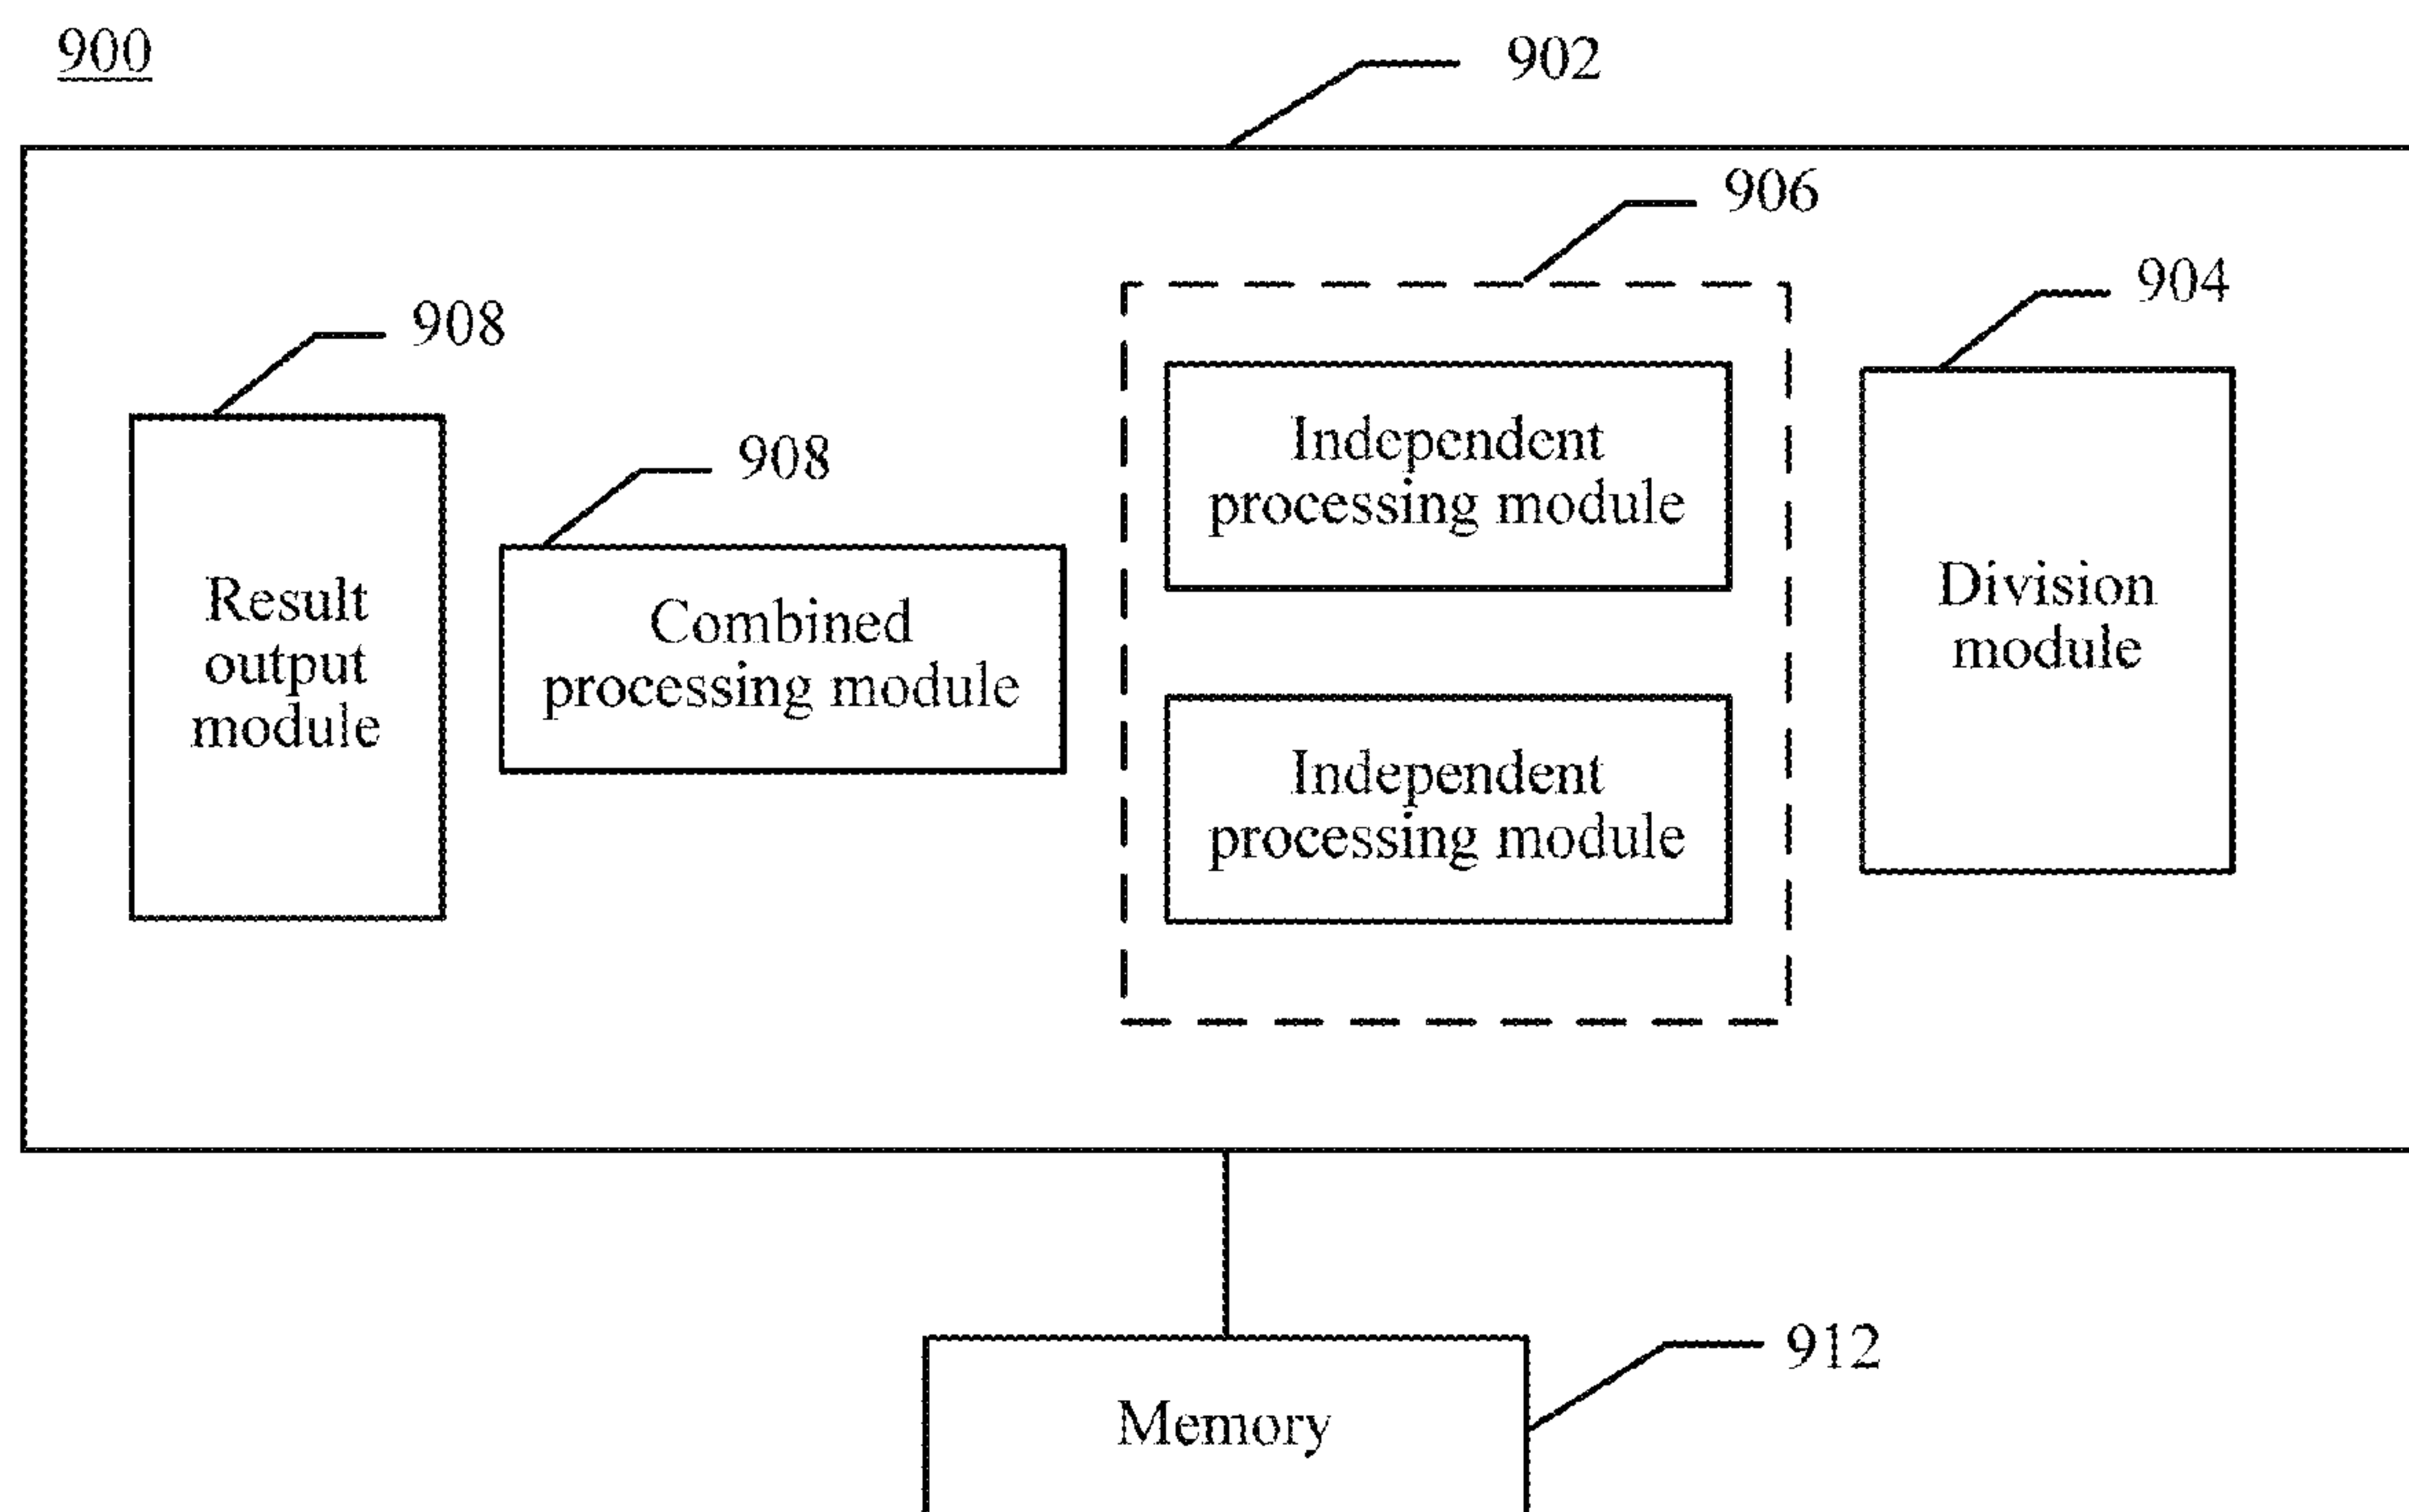 900
902
906
904
908
908
Independent
processing module
Division
module
Result
output
module
Combined
processing module
Independent
processing module
912
Memory